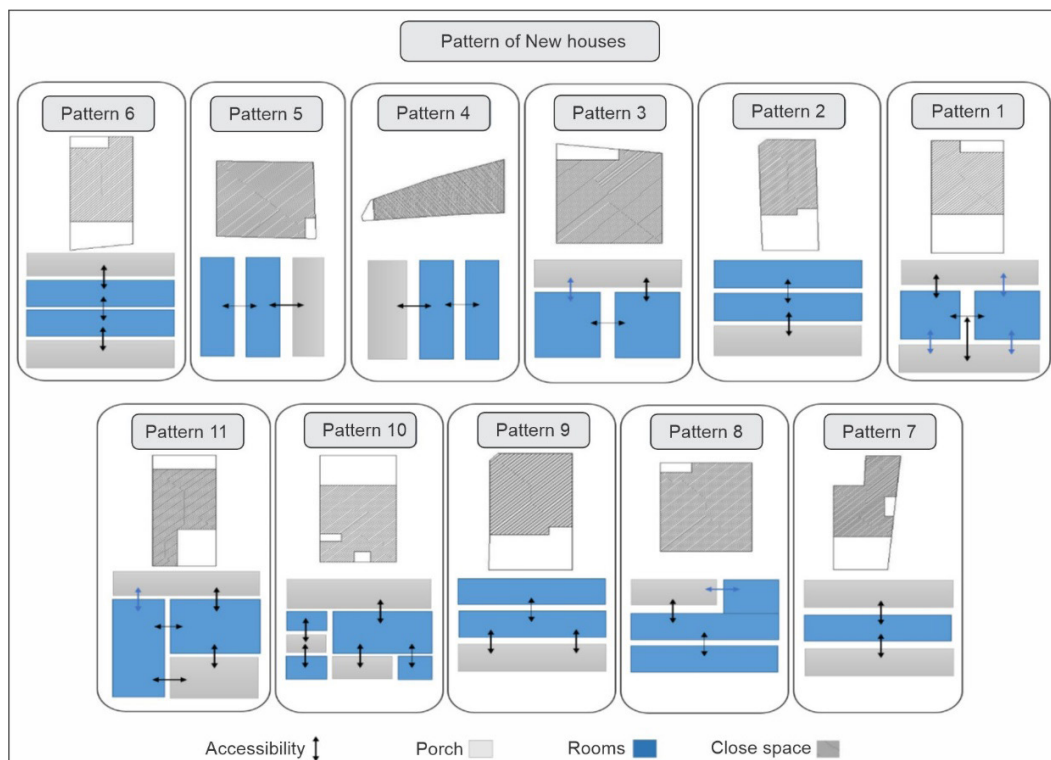 Pattern of New houses
Pattern 6
Pattern 5
Pattern 4
Pattern 3
Pattern 2
Pattern 1
Pattern 11
Pattern 10
Pattern 9
Pattern 8
Pattern 7
Accessibility
Porch
Rooms
Close space